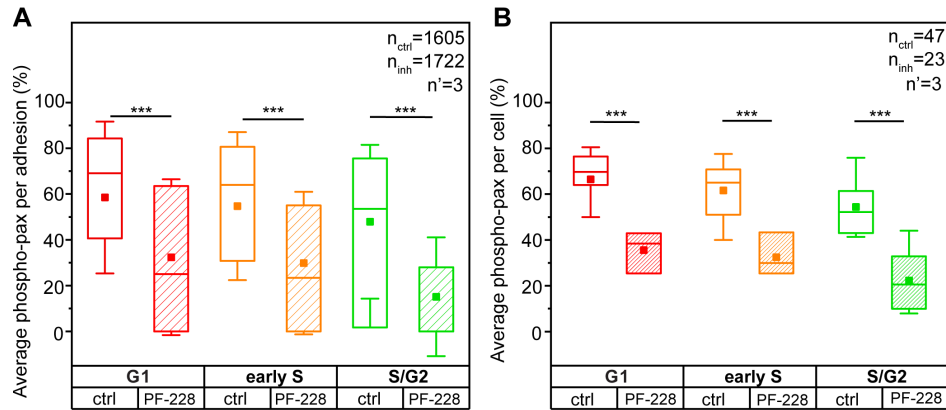 A
n_ctrl=1605
n_inh=1722
n'=3
Average phospho-pax per adhesion (%)
100
80
60
40
20
0
***
***
***
G1
early S
S/G2
ctrl
PF-228
ctrl
PF-228
ctrl
PF-228
B
n_ctrl=47
n_inh=23
n'=3
Average phospho-pax per cell (%)
100
80
60
40
20
0
***
***
***
G1
early S
S/G2
ctrl
PF-228
ctrl
PF-228
ctrl
PF-228